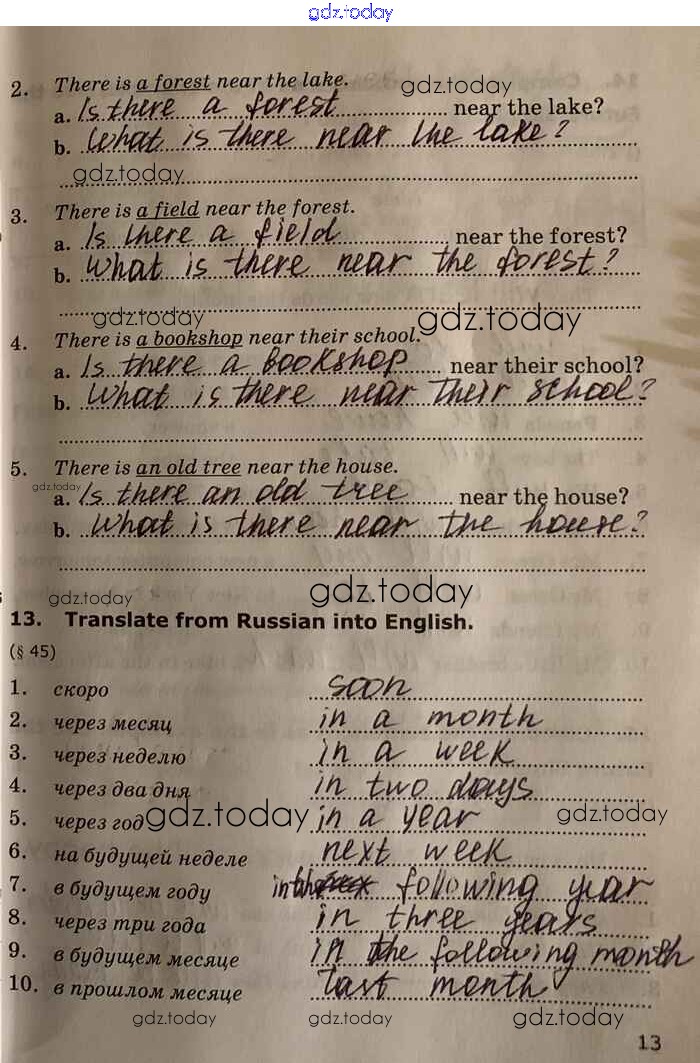 gdz.today
2. There is a forest near the lake.
gdz.today
a. Is there a forest near the lake?
b. What is there near the lake?
gdz.today
3. There is a field near the forest.
a. Is there a field near the forest?
b. What is there near the forest?
gdz.today gdz.today
4. There is a bookshop near their school.
a. Is there a bookshop near their school?
b. What is there near their school?
5. There is an old tree near the house.
gdz.today
a. Is there an old tree near the house?
b. What is there near the house?
gdz.today gdz.today
13. Translate from Russian into English.
(§ 45)
1. скоро soon
2. через месяц in a month
3. через неделю in a week
4. через два дня in two days
5. через год in a year
gdz.today gdz.today
6. на будущей неделе next week
7. в будущем году in the following year
8. через три года in three years
9. в будущем месяце in the following month
10. в прошлом месяце last month
gdz.today gdz.today gdz.today
13